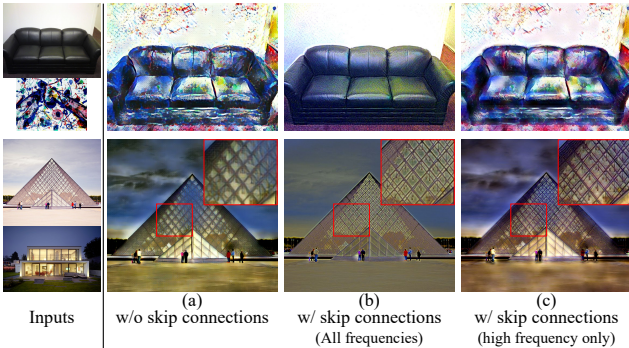 (a)
(b)
(c)
Inputs
w/o skip connections
w/ skip connections
w/ skip connections
(All frequencies)
(high frequency only)